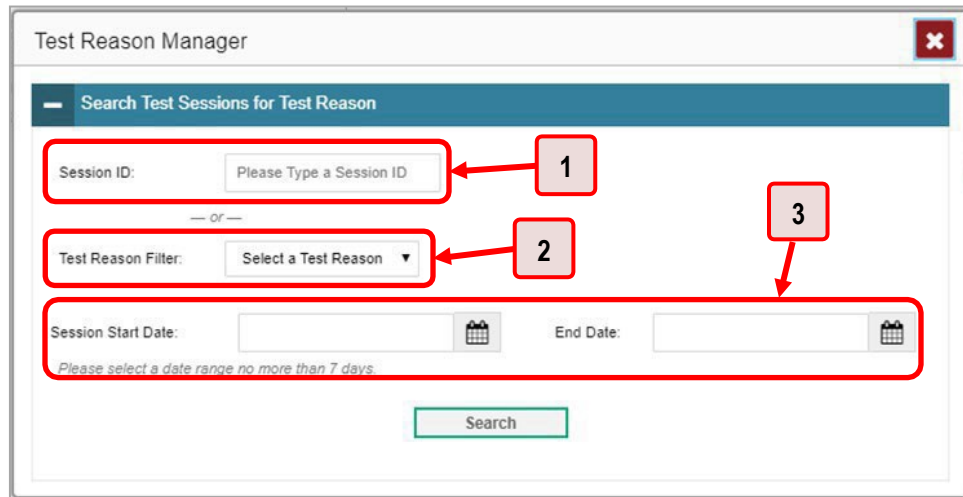 Test Reason Manager
Search Test Sessions for Test Reason
Session ID: Please Type a Session ID 1
— or —
3
Test Reason Filter: Select a Test Reason 2
Session Start Date: End Date:
Please select a date range no more than 7 days.
Search